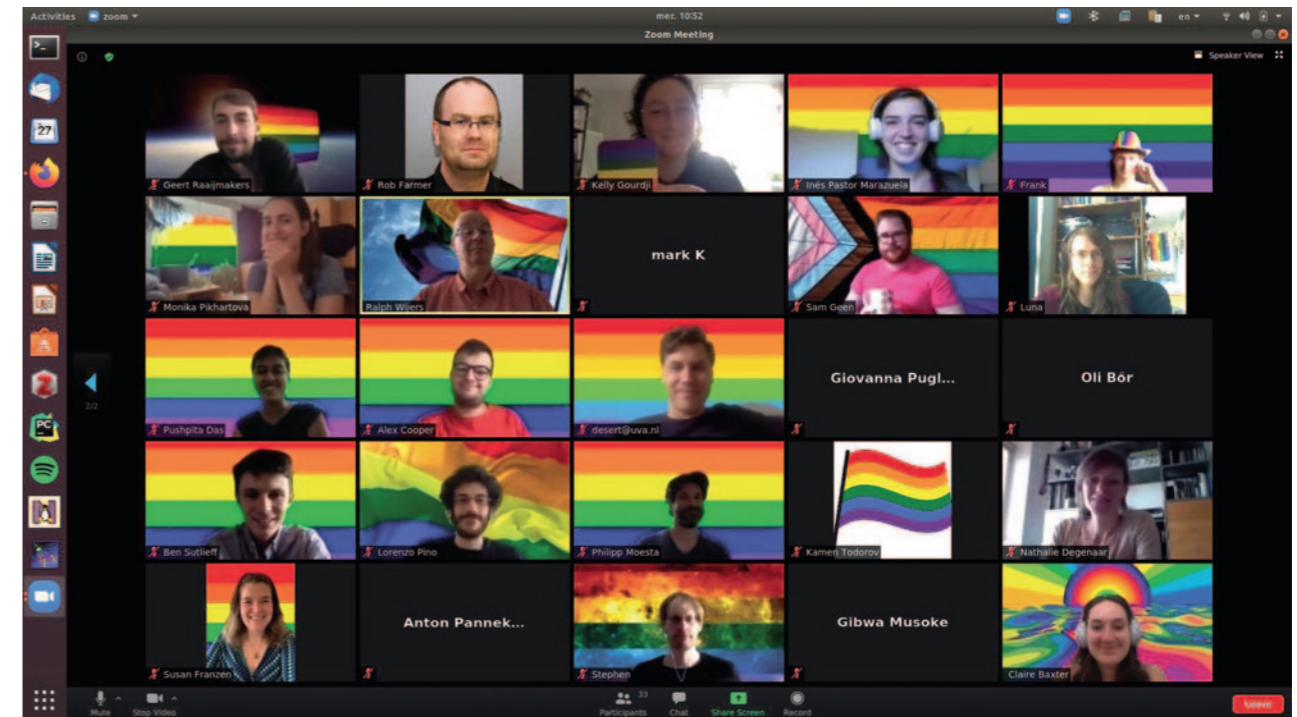 Activities zoom mer. 10:52 en
Zoom Meeting
Speaker View
27
Geert Raaijmakers Rob Farmer Kelly Gourdji Inés Pastor Marazuela Frank
Monika Pikhartova Ralph Wijers mark K Sam Geen Luna
2/2
Pushpita Das Alex Cooper desert@uva.nl Giovanna Pugl... Oli Bör
PC
Ben Sutlieff Lorenzo Pino Philipp Moesta Kamen Todorov Nathalie Degenaar
Susan Franzen Anton Pannek... Stephen Gibwa Musoke Claire Baxter
33
Mute Stop Video Participants Chat Share Screen Record Leave